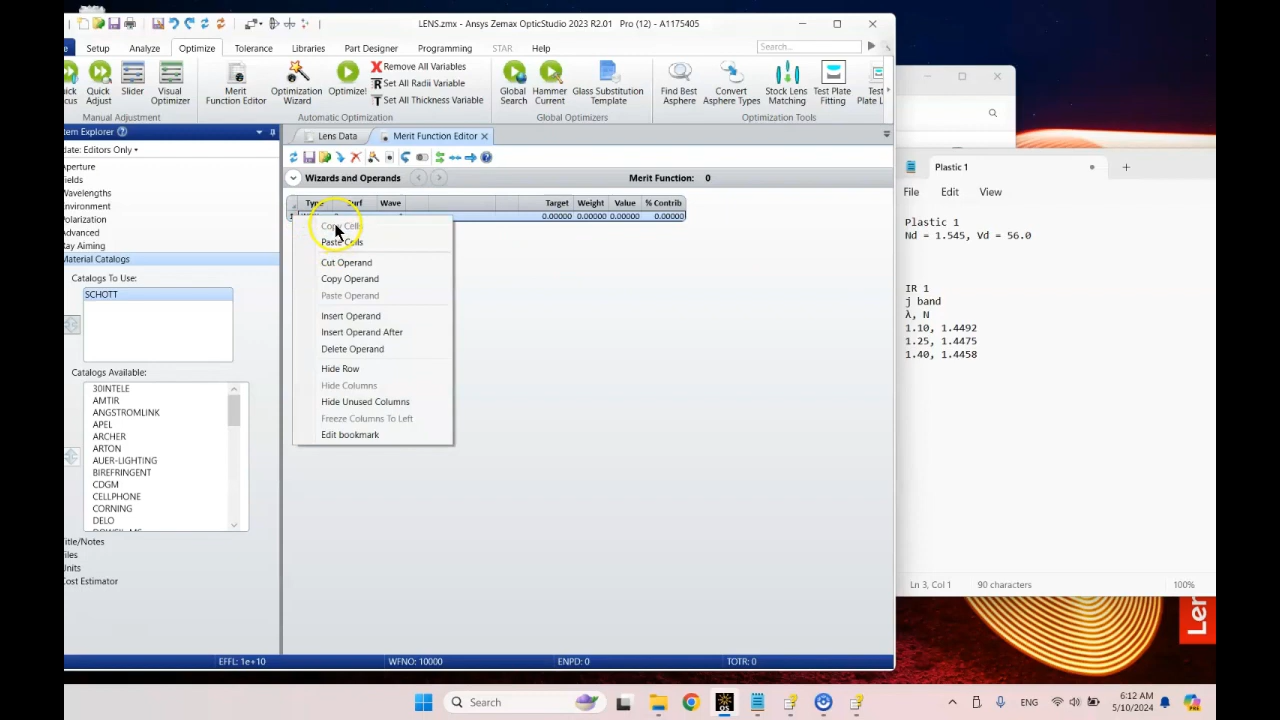 LENS.zmx - Ansys Zemax OpticStudio 2023 R2.01 Pro (12) - A1175405
Setup Analyze Optimize Tolerance Libraries Part Designer Programming STAR Help Search...
Quick Adjust
Slider
Visual Optimizer
Merit Function Editor
Optimization Wizard
Optimize!
Remove All Variables
Set All Radii Variable
Set All Thickness Variable
Global Search
Hammer Current
Glass Substitution Template
Find Best Asphere
Convert Asphere Types
Stock Lens Matching
Test Plate Fitting
Manual Adjustment Automatic Optimization Global Optimizers Optimization Tools
tem Explorer
date: Editors Only
Aperture
ields
Wavelengths
nvironment
olarization
Advanced
Ray Aiming
Material Catalogs
Catalogs To Use:
SCHOTT
Catalogs Available:
30INTELE
AMTIR
ANGSTROMLINK
APEL
ARCHER
ARTON
AUER-LIGHTING
BIREFRINGENT
CDGM
CELLPHONE
CORNING
DELO
itle/Notes
iles
Units
Cost Estimator
Lens Data Merit Function Editor
Wizards and Operands Merit Function: 0
Type Surf Wave Target Weight Value % Contrib
0.00000 0.00000 0.00000 0.00000
Copy Cells
Paste Cells
Cut Operand
Copy Operand
Paste Operand
Insert Operand
Insert Operand After
Delete Operand
Hide Row
Hide Columns
Hide Unused Columns
Freeze Columns To Left
Edit bookmark
EFFL: 1e+10 WFNO: 10000 ENPD: 0 TOTR: 0
Plastic 1
File Edit View
Plastic 1
Nd = 1.545, Vd = 56.0
IR 1
j band
λ, N
1.10, 1.4492
1.25, 1.4475
1.40, 1.4458
Ln 3, Col 1 90 characters 100%
Search
ENG
6:12 AM
5/10/2024